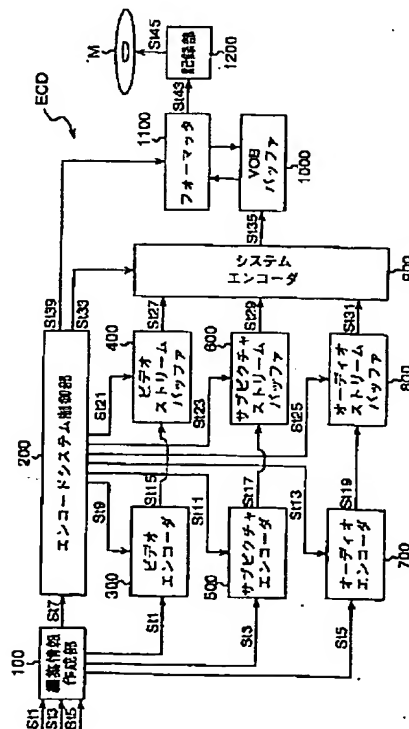 ECD
M
St45
1200
記録部
St43
1100
フォーマッタ
VOB
バッファ
1000
St35
St39
St33
システム
エンコーダ
900
200
エンコードシステム制御部
St21
St27
400
ビデオ
ストリーム
バッファ
St23
St29
600
サブピクチャ
ストリーム
バッファ
St25
St31
オーディオ
ストリーム
バッファ
800
St9
St15
300
ビデオ
エンコーダ
St11
St17
500
サブピクチャ
エンコーダ
St13
St19
オーディオ
エンコーダ
700
St7
100
編集情報
作成部
St1
St3
St5
St1
St3
St5